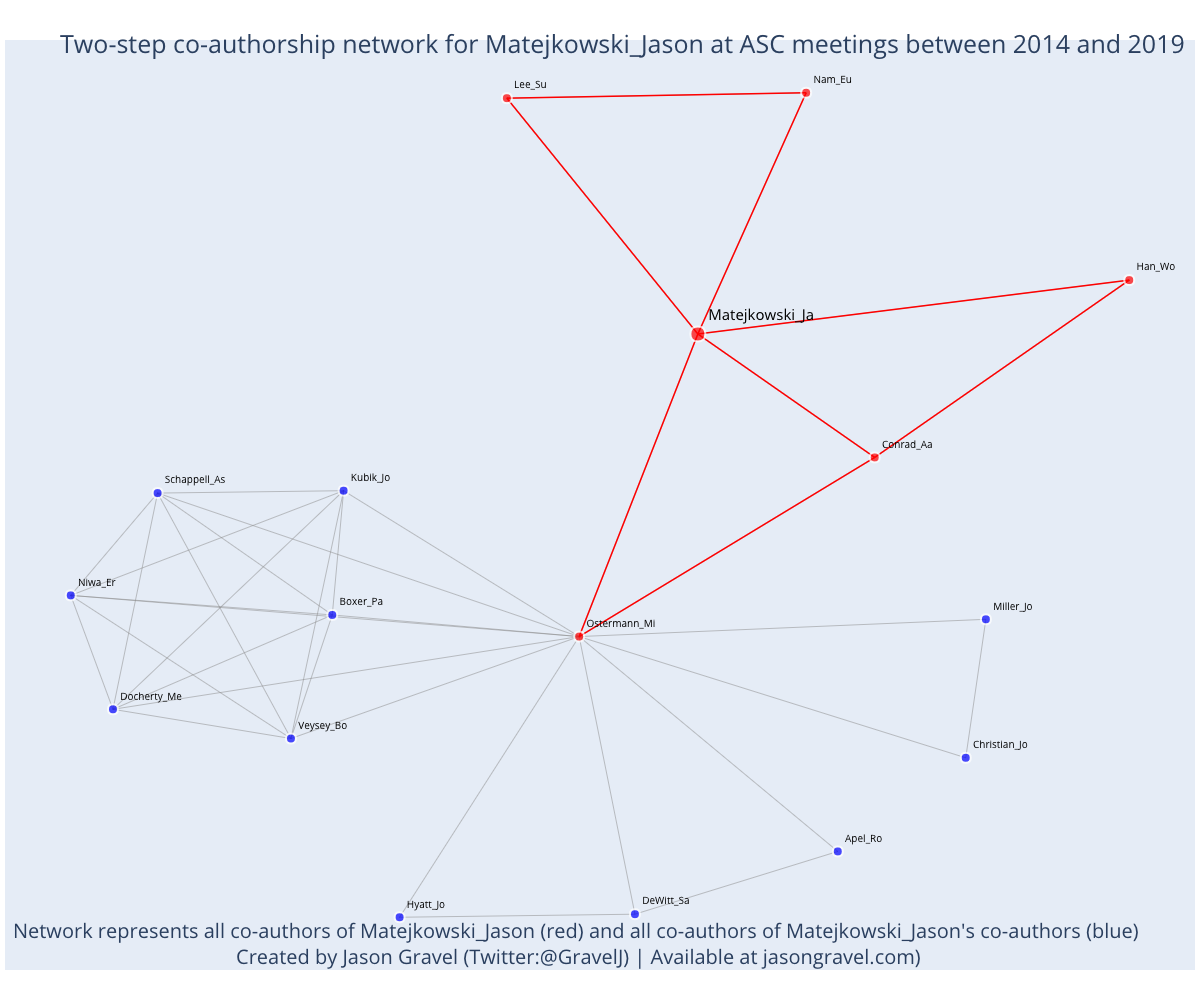 Two-step co-authorship network for Matejkowski_Jason at ASC meetings between 2014 and 2019
Lee_Su
Nam_Eu
Han_Wo
Matejkowski_Ja
Conrad_Aa
Schappell_As
Kubik_Jo
Niwa_Er
Boxer_Pa
Ostermann_Mi
Miller_Jo
Docherty_Me
Veysey_Bo
Christian_Jo
Apel_Ro
Hyatt_Jo
DeWitt_Sa
Network represents all co-authors of Matejkowski_Jason (red) and all co-authors of Matejkowski_Jason's co-authors (blue)
Created by Jason Gravel (Twitter:@GravelJ) | Available at jasongravel.com)